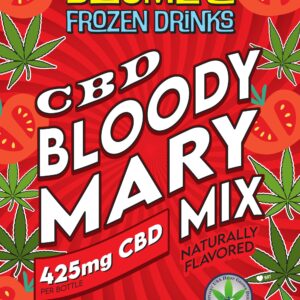 FROZEN DRINKS
CBD
BLOODY
MARY
MIX
425mg CBD
PER BOTTLE
NATURALLY
FLAVORED